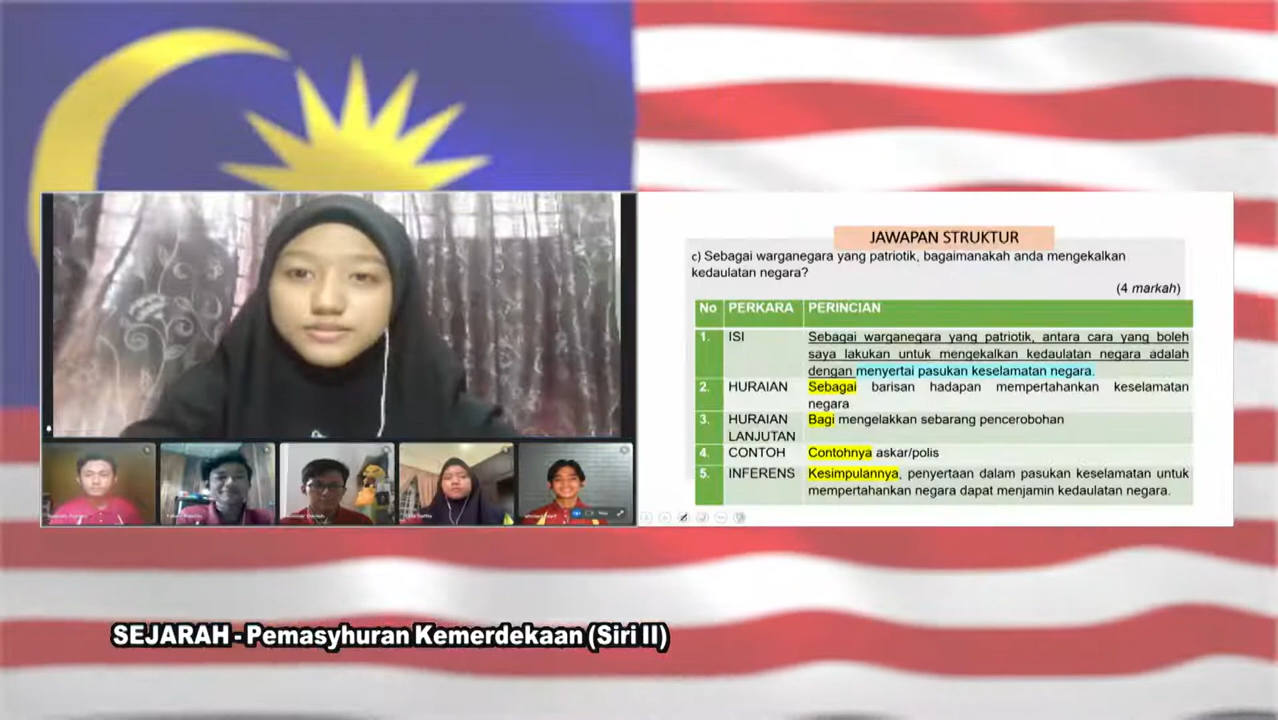 JAWAPAN STRUKTUR
c) Sebagai warganegara yang patriotik, bagaimanakah anda mengekalkan
kedaulatan negara?
(4 markah)
No PERKARA PERINCIAN
1. ISI Sebagai warganegara yang patriotik, antara cara yang boleh
saya lakukan untuk mengekalkan kedaulatan negara adalah
dengan menyertai pasukan keselamatan negara.
2. HURAIAN Sebagai barisan hadapan mempertahankan keselamatan
negara
3. HURAIAN Bagi mengelakkan sebarang pencerobohan
LANJUTAN
4. CONTOH Contohnya askar/polis
5. INFERENS Kesimpulannya, penyertaan dalam pasukan keselamatan untuk
mempertahankan negara dapat menjamin kedaulatan negara.
SEJARAH - Pemasyhuran Kemerdekaan (Siri II)